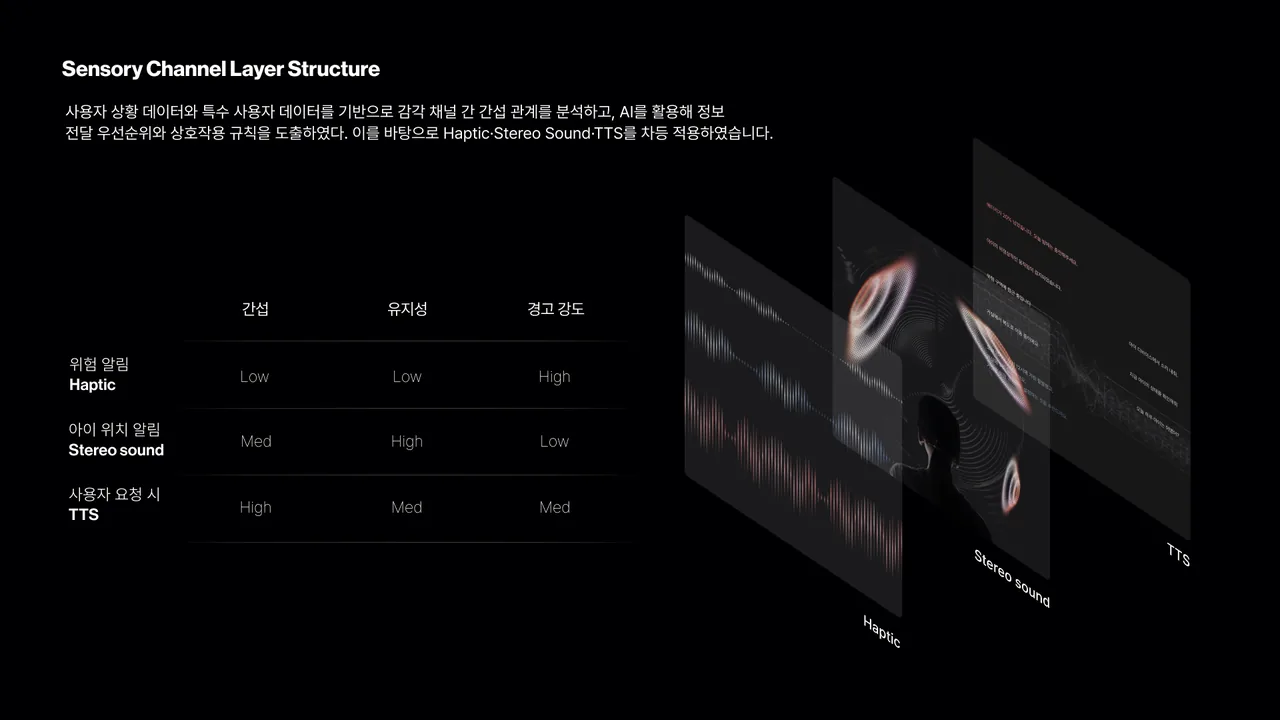 Sensory Channel Layer Structure
사용자 상황 데이터와 특수 사용자 데이터를 기반으로 감각 채널 간 간섭 관계를 분석하고, AI를 활용해 정보
전달 우선순위와 상호작용 규칙을 도출하였다. 이를 바탕으로 Haptic·Stereo Sound·TTS를 차등 적용하였습니다.
간섭 유지성 경고 강도
위험 알림
Haptic
Low Low High
아이 위치 알림
Stereo sound
Med High Low
사용자 요청 시
TTS
High Med Med
Haptic
Stereo sound
TTS